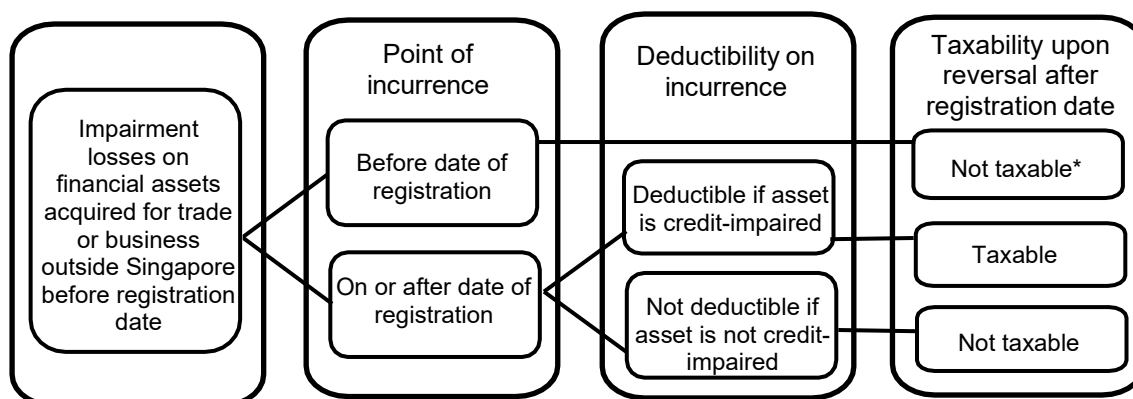 Impairment
losses on
financial assets
acquired for trade
or business
outside Singapore
before registration
date
Point of
incurrence
Before date of
registration
On or after date of
registration
Deductibility on
incurrence
Deductible if asset
is credit-impaired
Not deductible if
asset is not credit-
impaired
Taxability upon
reversal after
registration date
Not taxable*
Taxable
Not taxable